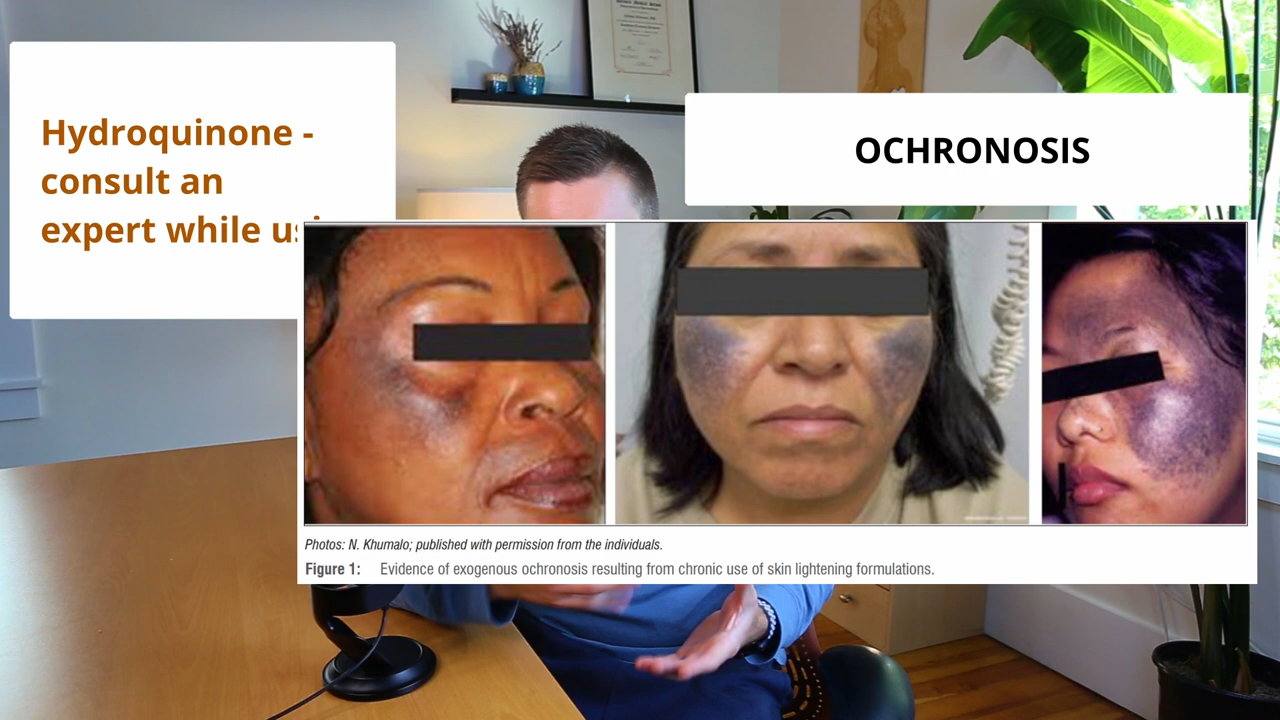 Hydroquinone -
consult an
expert while
OCHRONOSIS
Photos: N. Khumalo; published with permission from the individuals.
Figure 1: Evidence of exogenous ochronosis resulting from chronic use of skin lightening formulations.